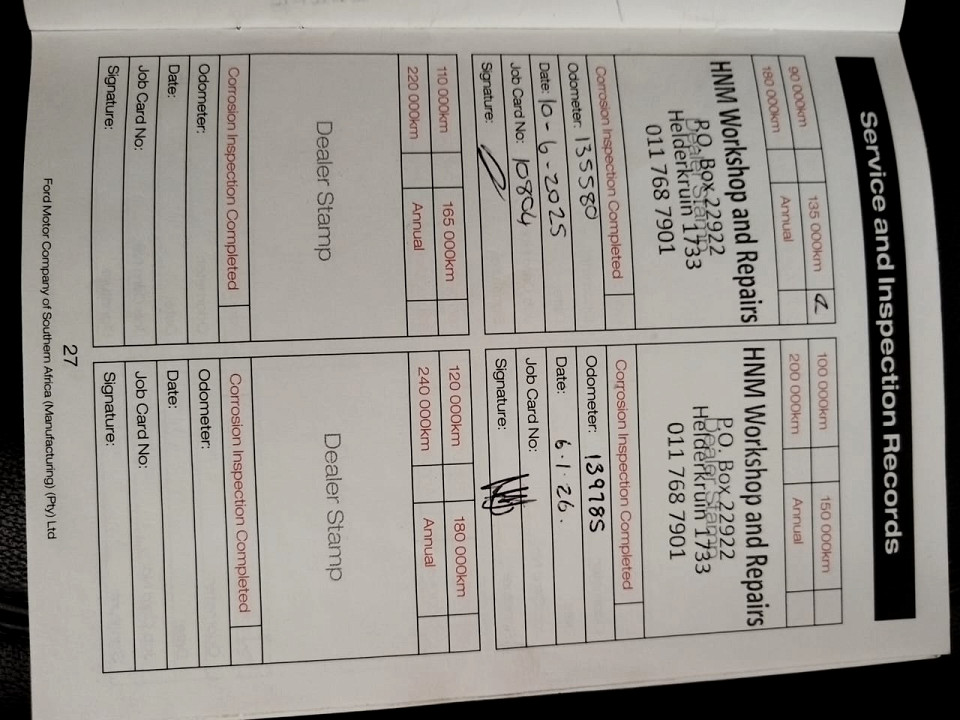 Service and Inspection Records
90 000km 135 000km a
180 000km Annual
HNM Workshop and Repairs
P.O. Box 22922
Dealer Stamp
Helderkruin 1733
011 768 7901
Corrosion Inspection Completed
Odometer: 135580
Date: 10-6-2025
Job Card No: 10804
Signature:
100 000km 150 000km
200 000km Annual
HNM Workshop and Repairs
P.O. Box 22922
Dealer Stamp
Helderkruin 1733
011 768 7901
Corrosion Inspection Completed
Odometer: 139785
Date: 6.1.26.
Job Card No:
Signature:
110 000km 165 000km
220 000km Annual
Dealer Stamp
Corrosion Inspection Completed
Odometer:
Date:
Job Card No:
Signature:
120 000km 180 000km
240 000km Annual
Dealer Stamp
Corrosion Inspection Completed
Odometer:
Date:
Job Card No:
Signature:
27
Ford Motor Company of Southern Africa (Manufacturing) (Pty) Ltd